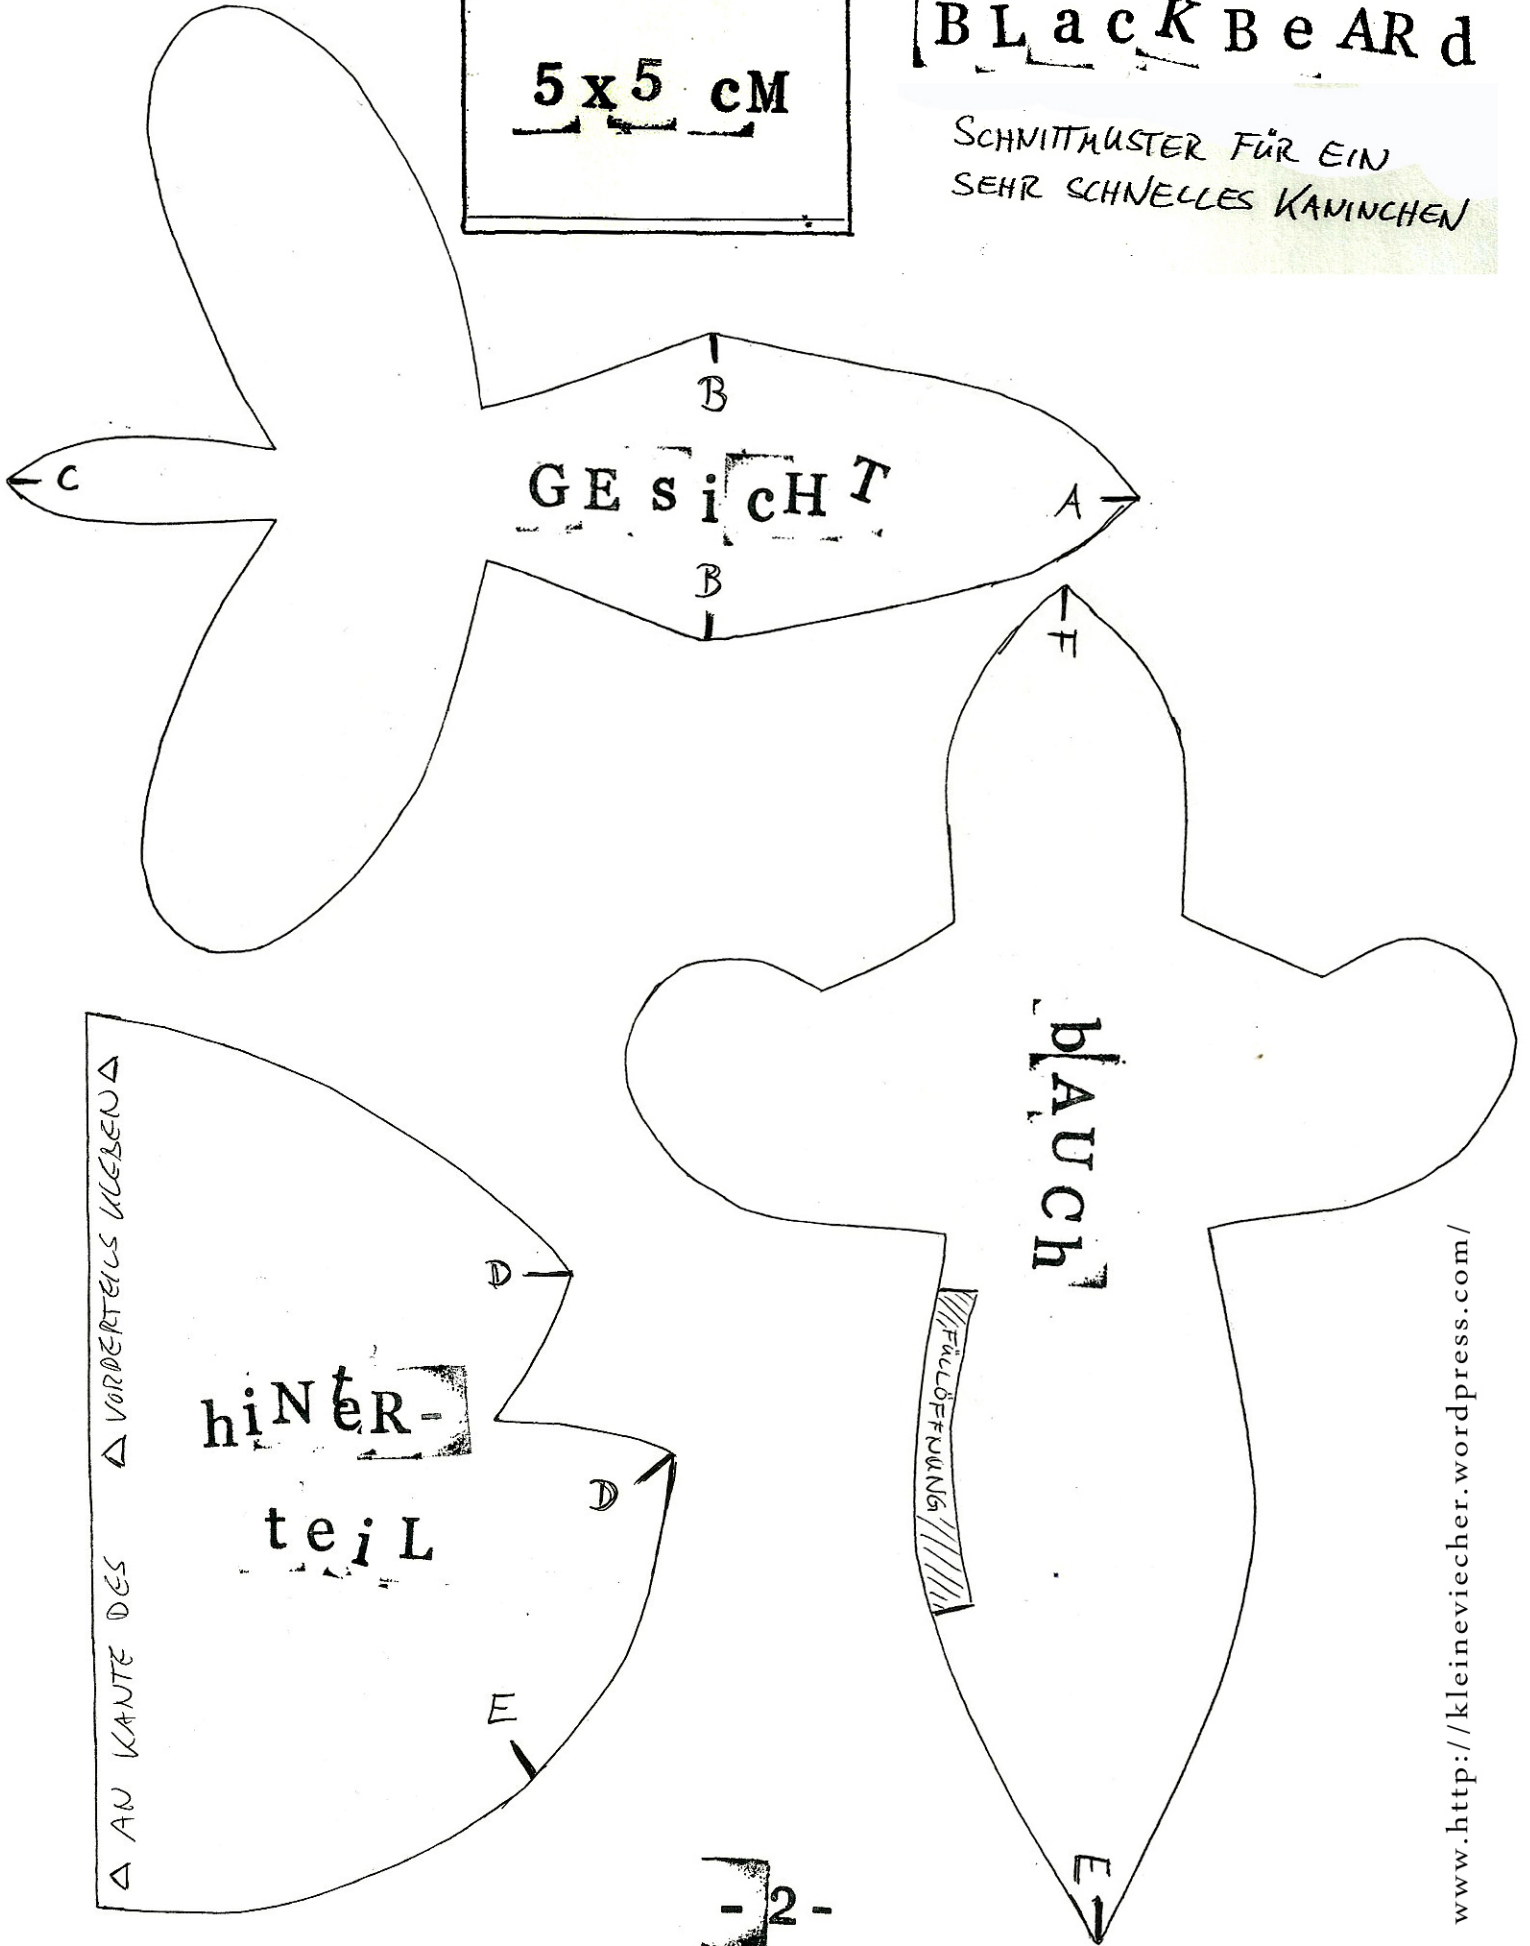 BLacKBeARd
5x5 cM
SCHNITTMUSTER FÜR EIN
SEHR SCHNELLES KANINCHEN
B
C
GEsicHT
A
B
F
bAUCh
FÜLLÖFFNUNG
E
△ AN KANTE DES △ VORDERTEILS KLEBEN △
D
hiNteR-
D
teiL
E
-2-
www.http://kleineviecher.wordpress.com/